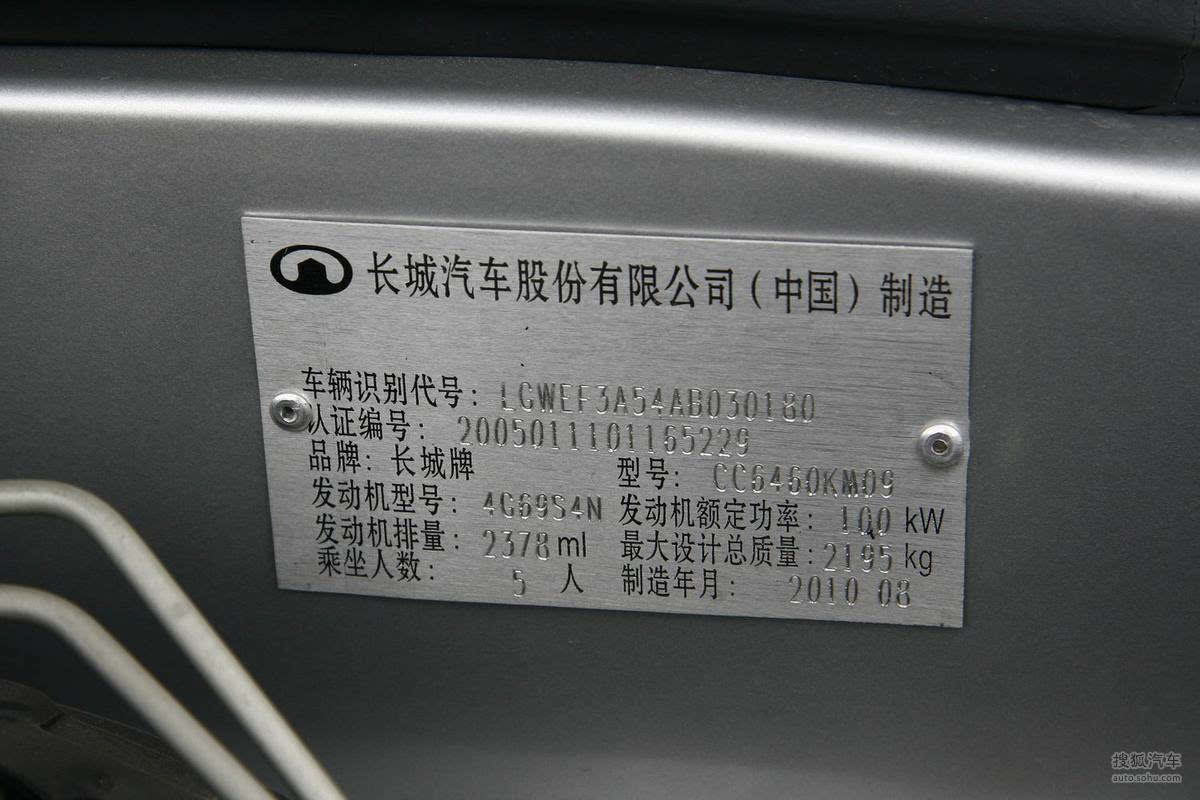 长城汽车股份有限公司（中国）制造
车辆识别代号：LGWEF3A54AB030180
认证编号：2005011101165229
品牌：长城牌 型号：CC6460KM09
发动机型号：4G69S4N 发动机额定功率：100 kW
发动机排量：2378 ml 最大设计总质量：2195 kg
乘坐人数：5 人 制造年月：2010 08
搜狐汽车
auto.sohu.com